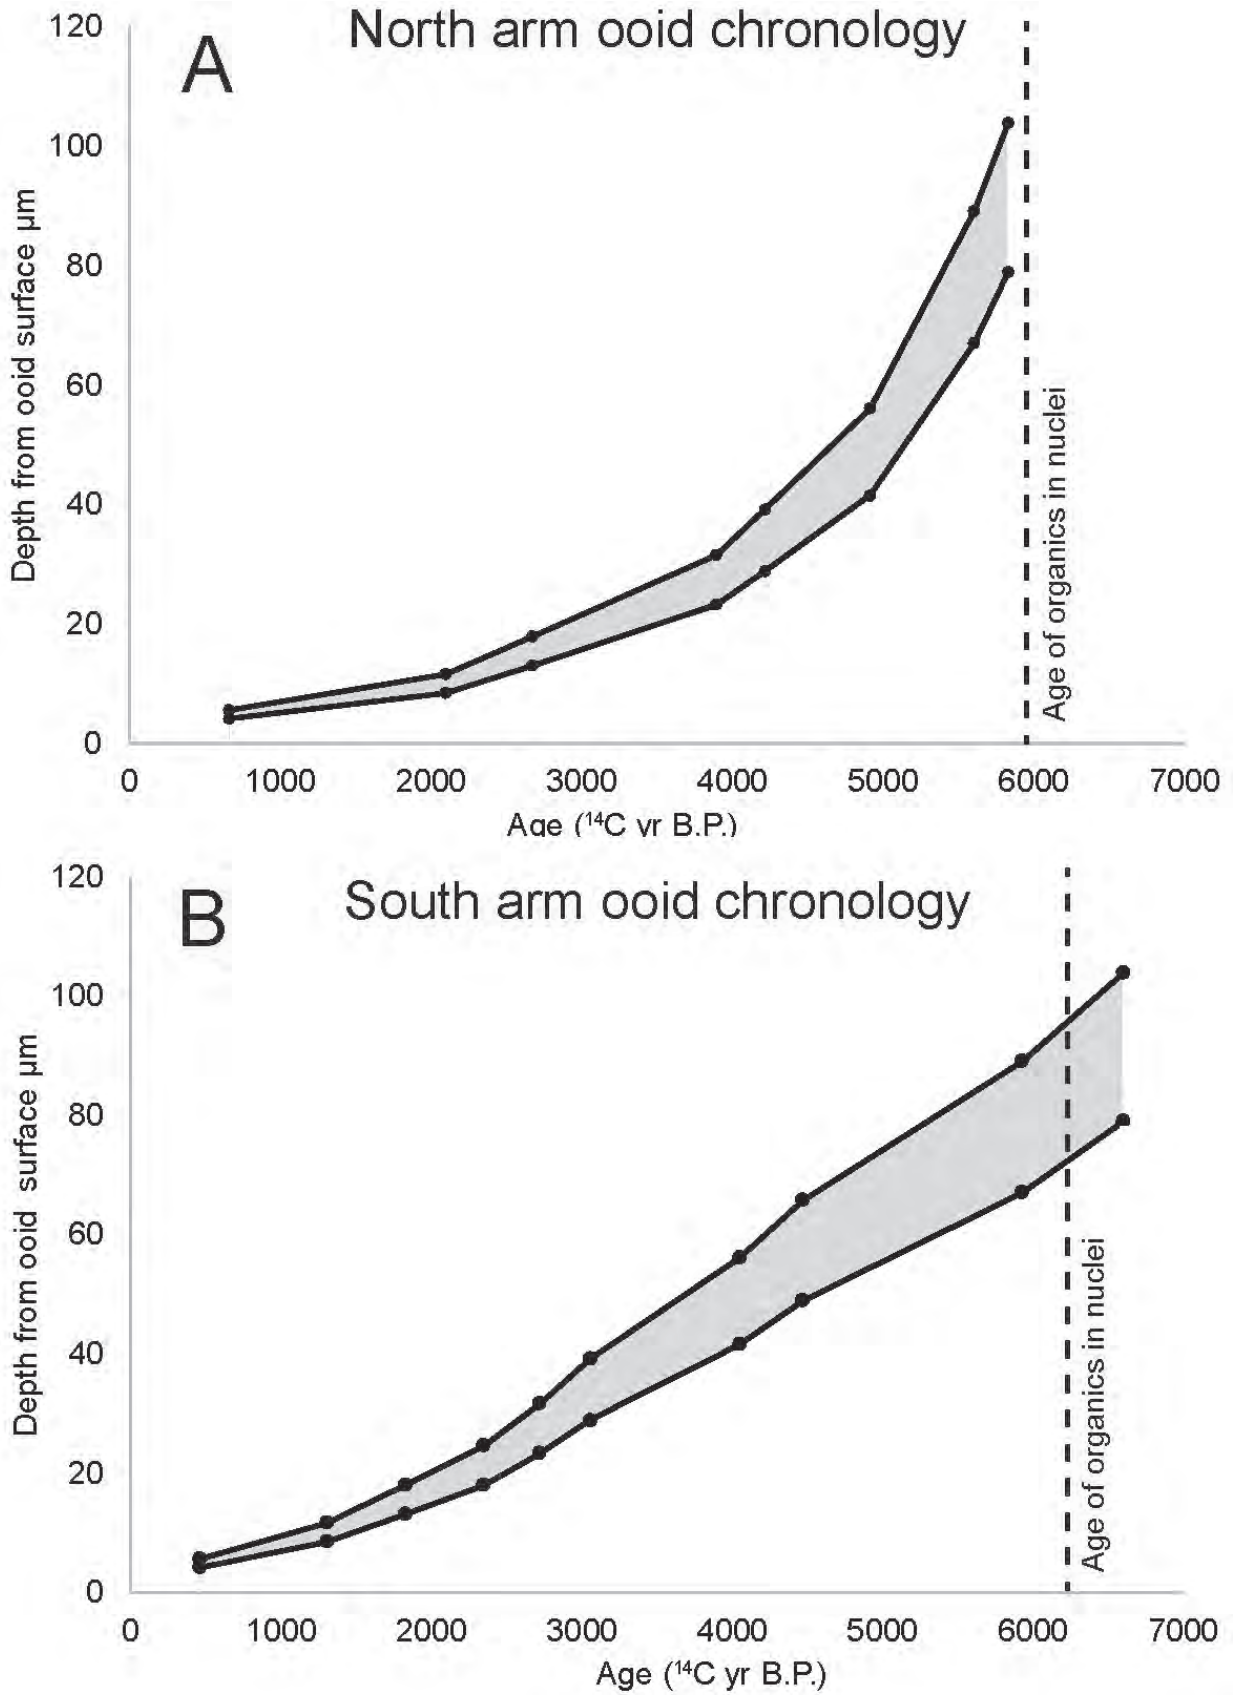 North arm ooid chronology
A
120
100
80
60
40
20
0
Depth from ooid surface µm
Age of organics in nuclei
0 1000 2000 3000 4000 5000 6000 7000
Age (14C yr B.P.)
South arm ooid chronology
B
120
100
80
60
40
20
0
Depth from ooid surface µm
Age of organics in nuclei
0 1000 2000 3000 4000 5000 6000 7000
Age (14C yr B.P.)